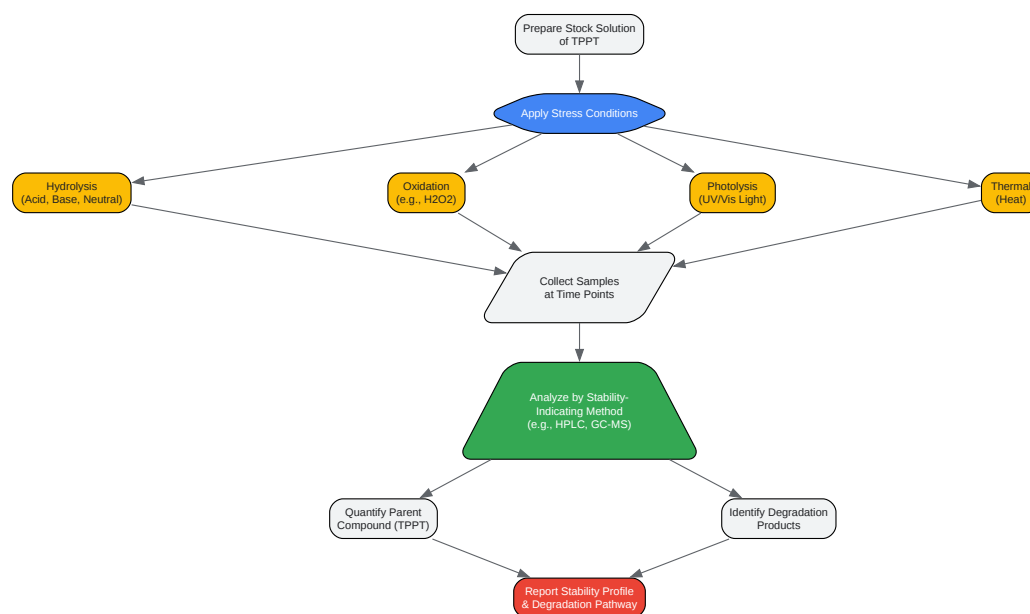 Prepare Stock Solution
of TPPT
Apply Stress Conditions
Hydrolysis
(Acid, Base, Neutral)
Oxidation
(e.g., H2O2)
Photolysis
(UV/Vis Light)
Thermal
(Heat)
Collect Samples
at Time Points
Analyze by Stability-
Indicating Method
(e.g., HPLC, GC-MS)
Quantify Parent
Compound (TPPT)
Identify Degradation
Products
Report Stability Profile
& Degradation Pathway